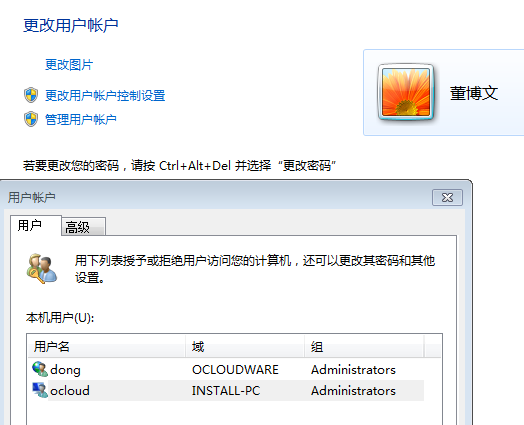 更改用户帐户
更改图片
董博文
更改用户帐户控制设置
管理用户帐户
若要更改您的密码，请按 Ctrl+Alt+Del 并选择“更改密码”
用户帐户
用户 高级
用下列表授予或拒绝用户访问您的计算机，还可以更改其密码和其他
设置。
本机用户(U):
用户名 域 组
dong OCLOUDWARE Administrators
ocloud INSTALL-PC Administrators